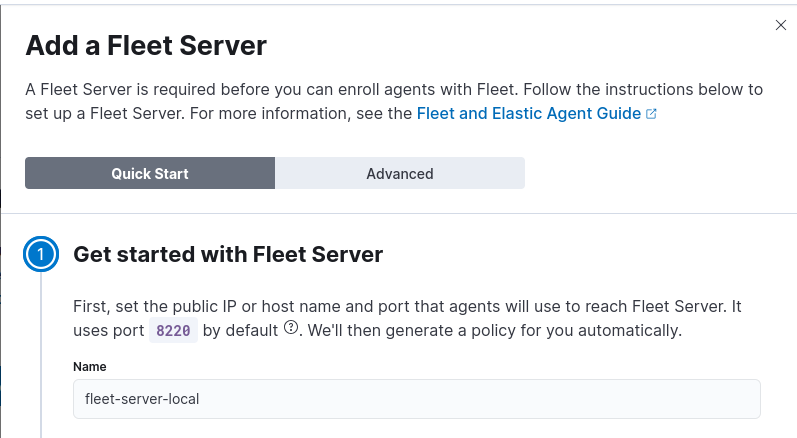 Add a Fleet Server
A Fleet Server is required before you can enroll agents with Fleet. Follow the instructions below to
set up a Fleet Server. For more information, see the Fleet and Elastic Agent Guide
Quick Start
Advanced
1
Get started with Fleet Server
First, set the public IP or host name and port that agents will use to reach Fleet Server. It
uses port 8220 by default ?. We'll then generate a policy for you automatically.
Name
fleet-server-local